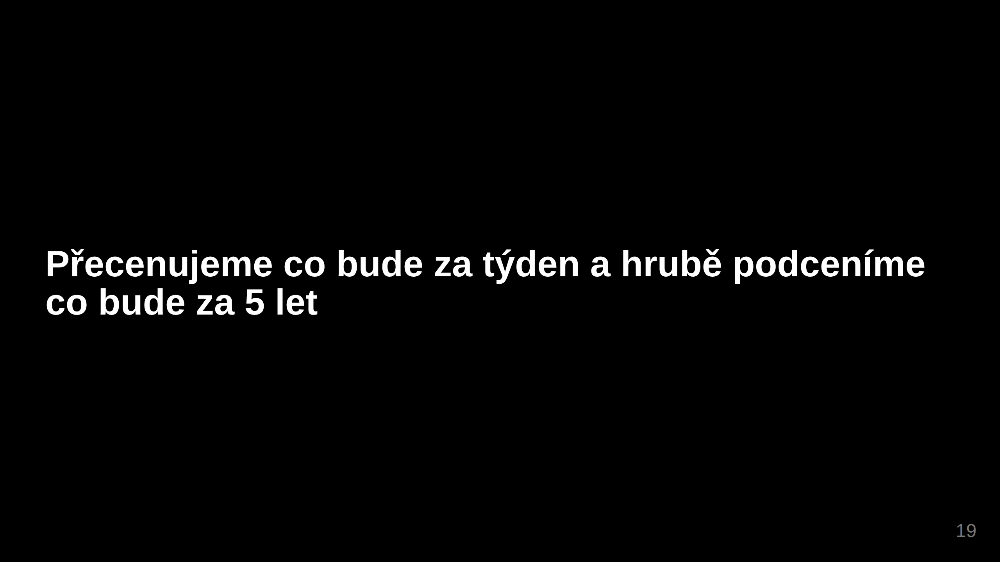 Přecenujeme co bude za týden a hrubě podceníme
co bude za 5 let
19